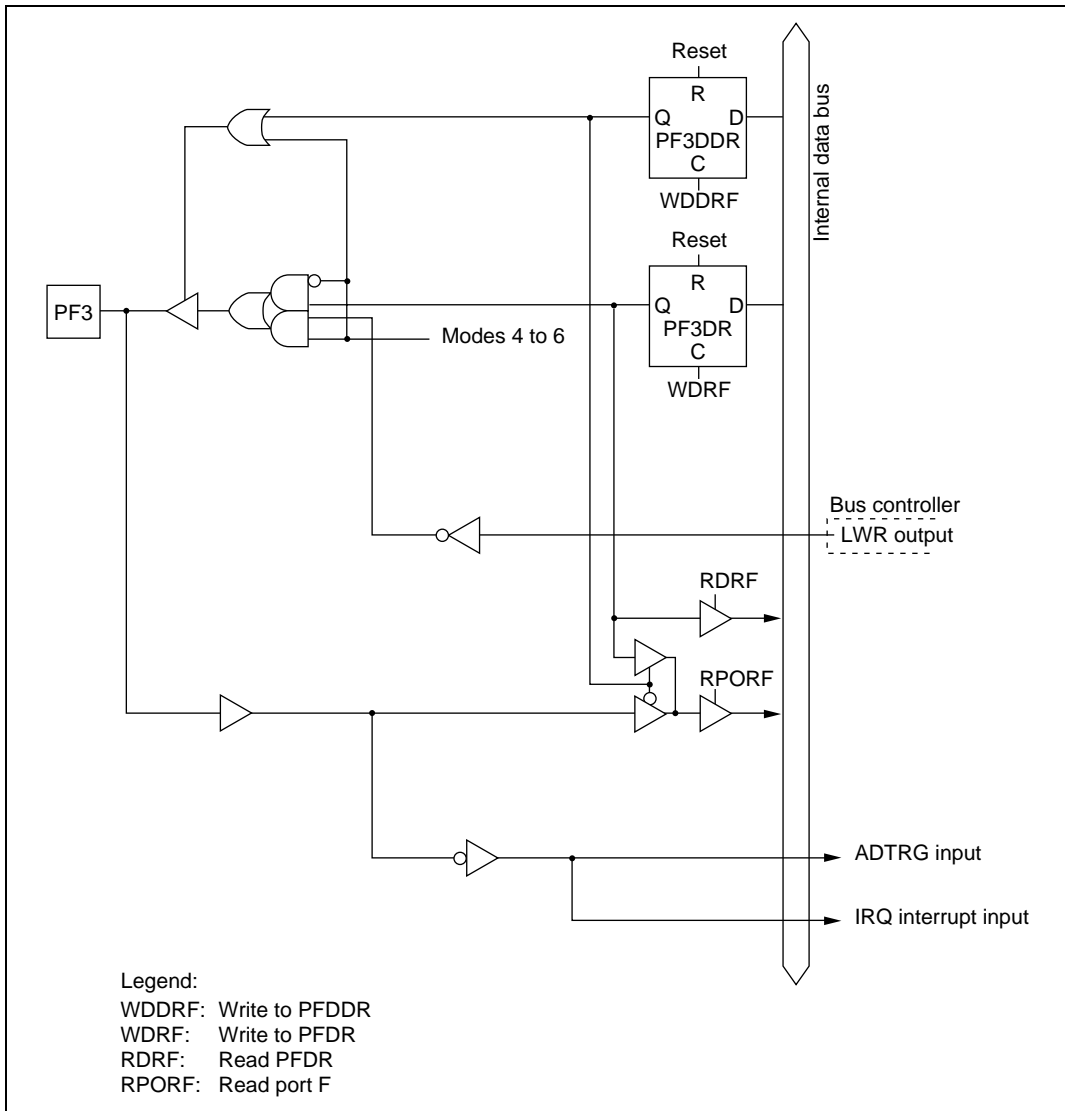 Reset
R
Q D
PF3DDR
C
WDDRF
Internal data bus
Reset
R
Q D
PF3DR
C
WDRF
PF3
Modes 4 to 6
Bus controller
LWR output
RDRF
RPORF
ADTRG input
IRQ interrupt input
Legend:
WDDRF: Write to PFDDR
WDRF: Write to PFDR
RDRF: Read PFDR
RPORF: Read port F